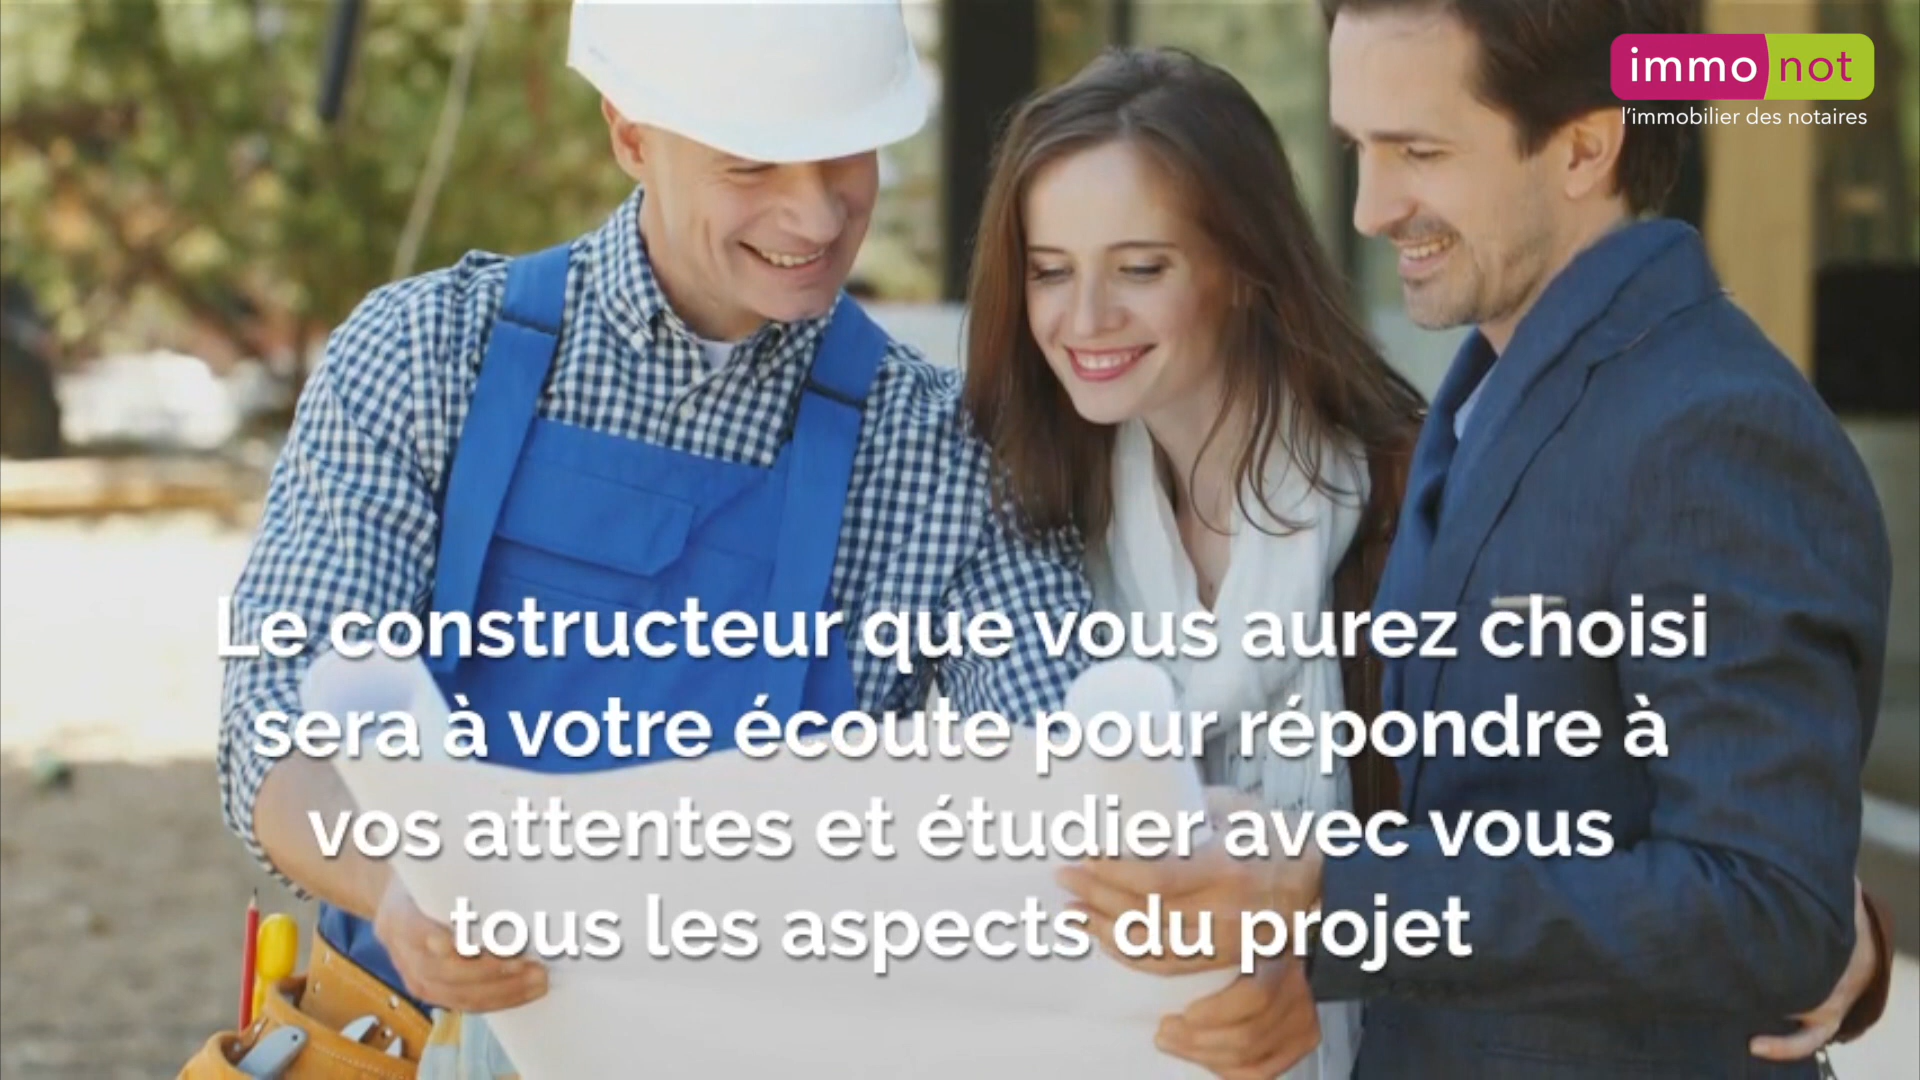 immo not
l'immobilier des notaires
Le constructeur que vous aurez choisi
sera à votre écoute pour répondre à
vos attentes et étudier avec vous
tous les aspects du projet